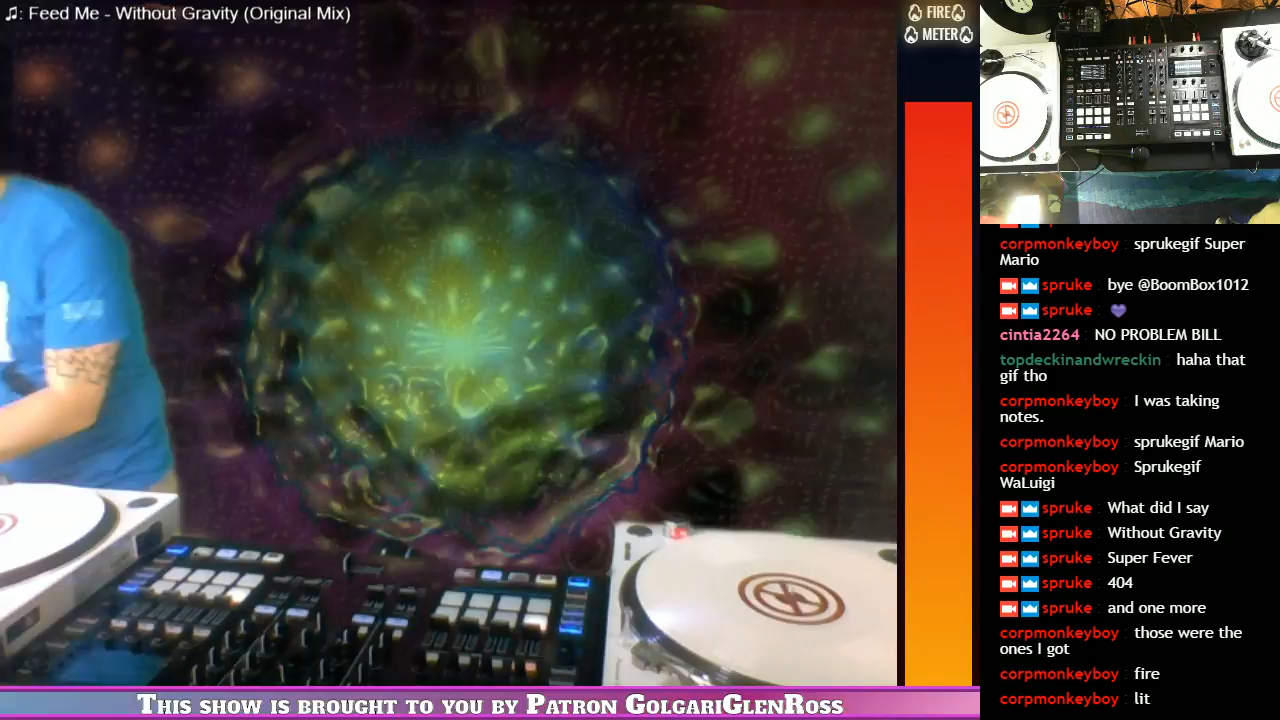 ♫: Feed Me - Without Gravity (Original Mix)
FIRE
METER
corpmonkeyboy : sprukegif Super
Mario
spruke : bye @BoomBox1012
spruke : 💜
cintia2264 : NO PROBLEM BILL
topdeckinandwreckin : haha that
gif tho
corpmonkeyboy : I was taking
notes.
corpmonkeyboy : sprukegif Mario
corpmonkeyboy : Sprukegif
WaLuigi
spruke : What did I say
spruke : Without Gravity
spruke : Super Fever
spruke : 404
spruke : and one more
corpmonkeyboy : those were the
ones I got
corpmonkeyboy : fire
corpmonkeyboy : lit
This show is brought to you by Patron GolgariGlenRoss